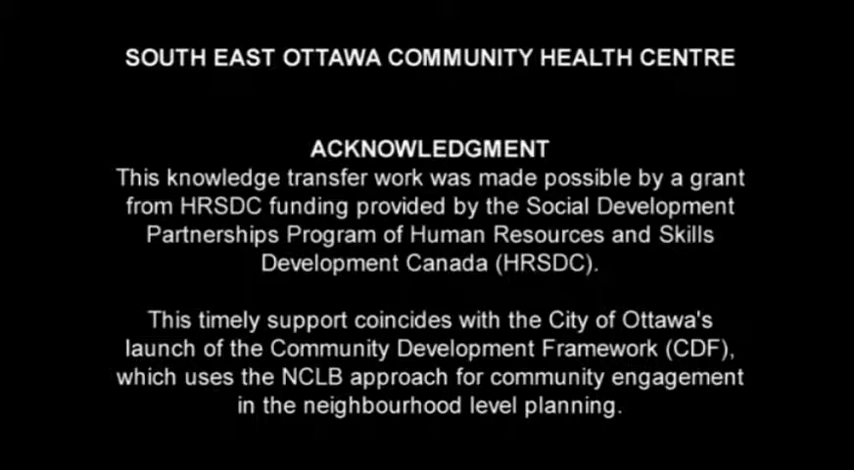 SOUTH EAST OTTAWA COMMUNITY HEALTH CENTRE
ACKNOWLEDGMENT
This knowledge transfer work was made possible by a grant
from HRSDC funding provided by the Social Development
Partnerships Program of Human Resources and Skills
Development Canada (HRSDC).
This timely support coincides with the City of Ottawa's
launch of the Community Development Framework (CDF),
which uses the NCLB approach for community engagement
in the neighbourhood level planning.